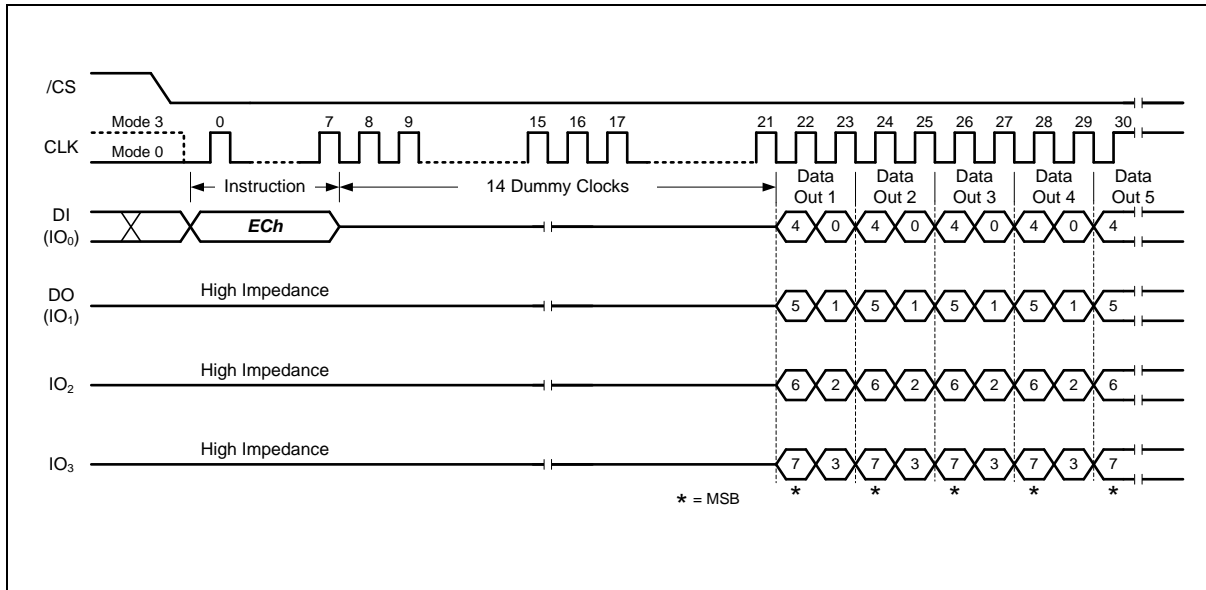 /CS
Mode 3
CLK
Mode 0
0 7 8 9 15 16 17 21 22 23 24 25 26 27 28 29 30
Instruction
14 Dummy Clocks
Data Out 1
Data Out 2
Data Out 3
Data Out 4
Data Out 5
DI
(IO0)
ECh
4 0 4 0 4 0 4 0 4
DO
(IO1)
High Impedance
5 1 5 1 5 1 5 1 5
IO2
High Impedance
6 2 6 2 6 2 6 2 6
IO3
High Impedance
7 3 7 3 7 3 7 3 7
* * * * *
* = MSB